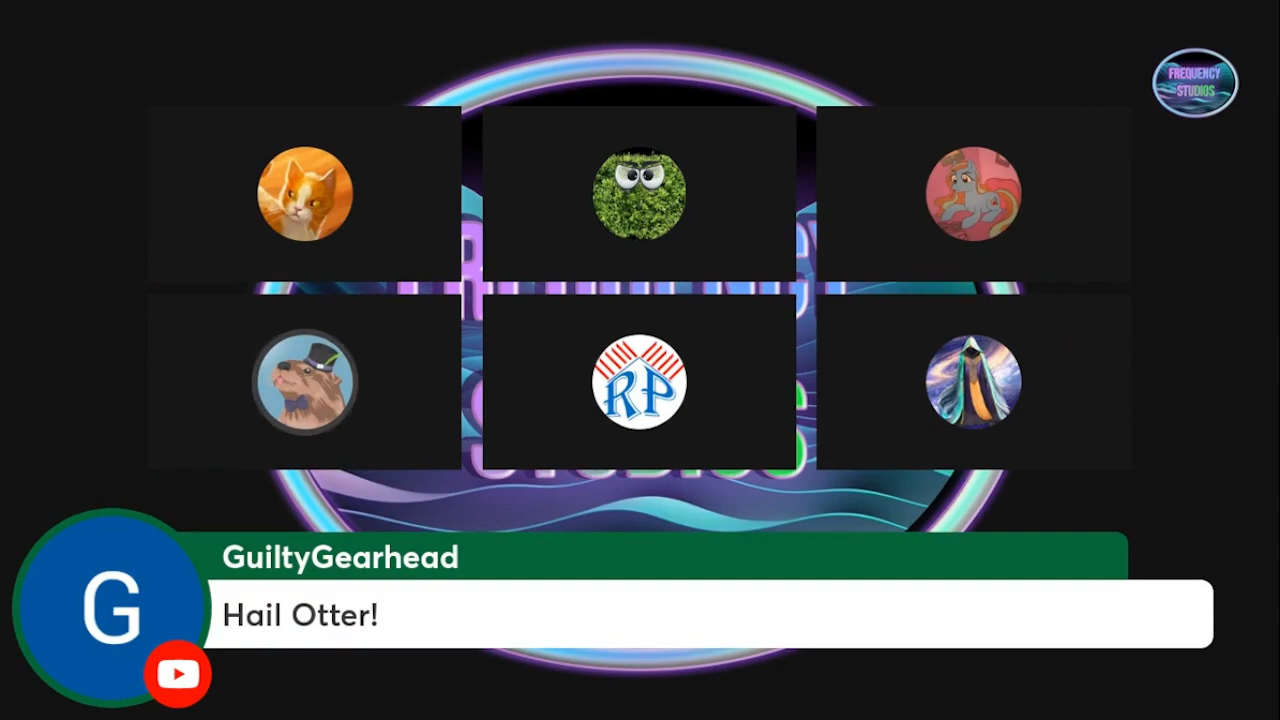 FREQUENCY
STUDIOS
RP
G
GuiltyGearhead
Hail Otter!